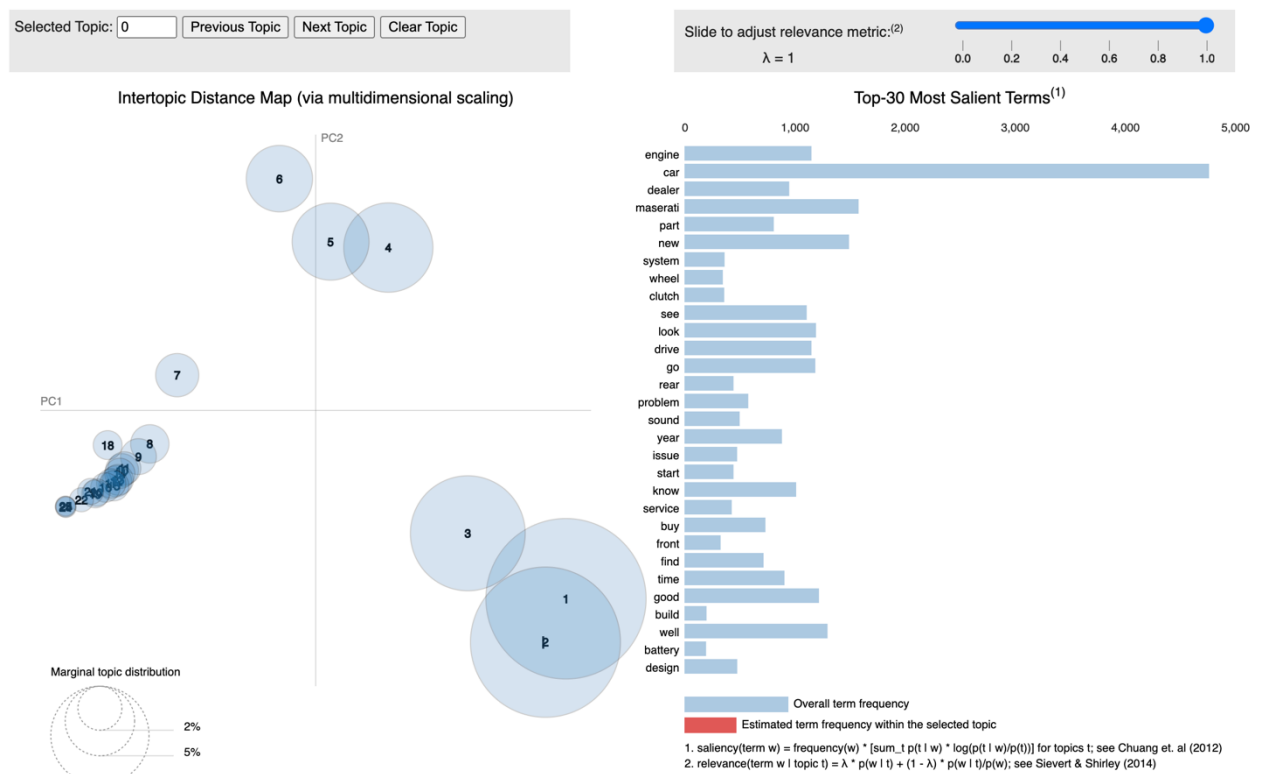 Selected Topic: 0 Previous Topic Next Topic Clear Topic
Slide to adjust relevance metric:(2)
λ = 1
0.0 0.2 0.4 0.6 0.8 1.0
Intertopic Distance Map (via multidimensional scaling)
PC2
PC1
6
5
4
7
18
8
9
22
3
1
2
Marginal topic distribution
2%
5%
Top-30 Most Salient Terms(1)
0 1,000 2,000 3,000 4,000 5,000
engine
car
dealer
maserati
part
new
system
wheel
clutch
see
look
drive
go
rear
problem
sound
year
issue
start
know
service
buy
front
find
time
good
build
well
battery
design
Overall term frequency
Estimated term frequency within the selected topic
1. saliency(term w) = frequency(w) * [sum_t p(t | w) * log(p(t | w)/p(t))] for topics t; see Chuang et. al (2012)
2. relevance(term w | topic t) = λ * p(w | t) + (1 - λ) * p(w | t)/p(w); see Sievert & Shirley (2014)